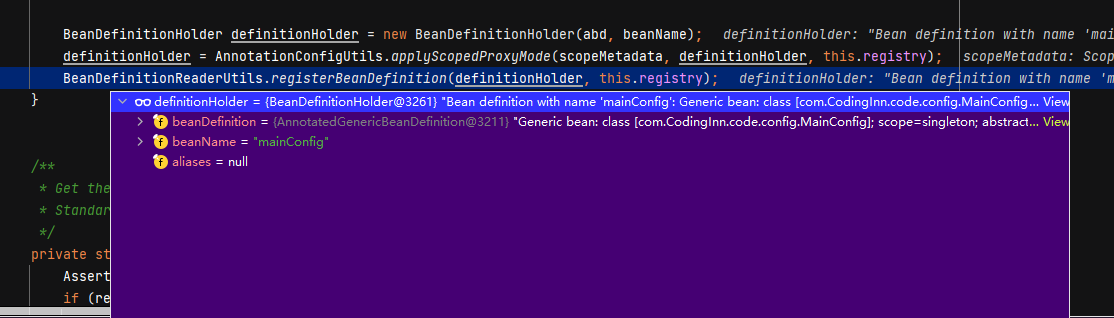 BeanDefinitionHolder definitionHolder = new BeanDefinitionHolder(abd, beanName); definitionHolder: "Bean definition with name 'mai
definitionHolder = AnnotationConfigUtils.applyScopedProxyMode(scopeMetadata, definitionHolder, this.registry); scopeMetadata: Scop
BeanDefinitionReaderUtils.registerBeanDefinition(definitionHolder, this.registry); definitionHolder: "Bean definition with name 'm
}
definitionHolder = {BeanDefinitionHolder@3261} "Bean definition with name 'mainConfig': Generic bean: class [com.CodingInn.code.config.MainConfig... View
beanDefinition = {AnnotatedGenericBeanDefinition@3211} "Generic bean: class [com.CodingInn.code.config.MainConfig]; scope=singleton; abstract... View
beanName = "mainConfig"
aliases = null
/**
* Get the
* Standar
*/
private st
Assert
if (re